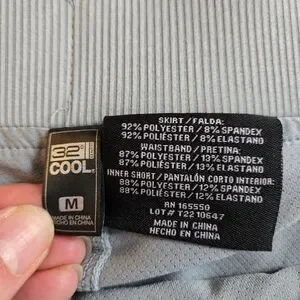 32
COOL
M
MADE IN CHINA
HECHO EN CHINA
SKIRT/FALDA:
92% POLYESTER/8% SPANDEX
92% POLIÉSTER/8% ELASTANO
WAISTBAND/PRETINA:
87% POLYESTER/13% SPANDEX
87% POLIÉSTER/13% ELASTANO
INNER SHORT/PANTALÓN CORTO INTERIOR:
88% POLYESTER/12% SPANDEX
88% POLIÉSTER/12% ELASTANO
RN 165550
LOT# T2210647
MADE IN CHINA
HECHO EN CHINA